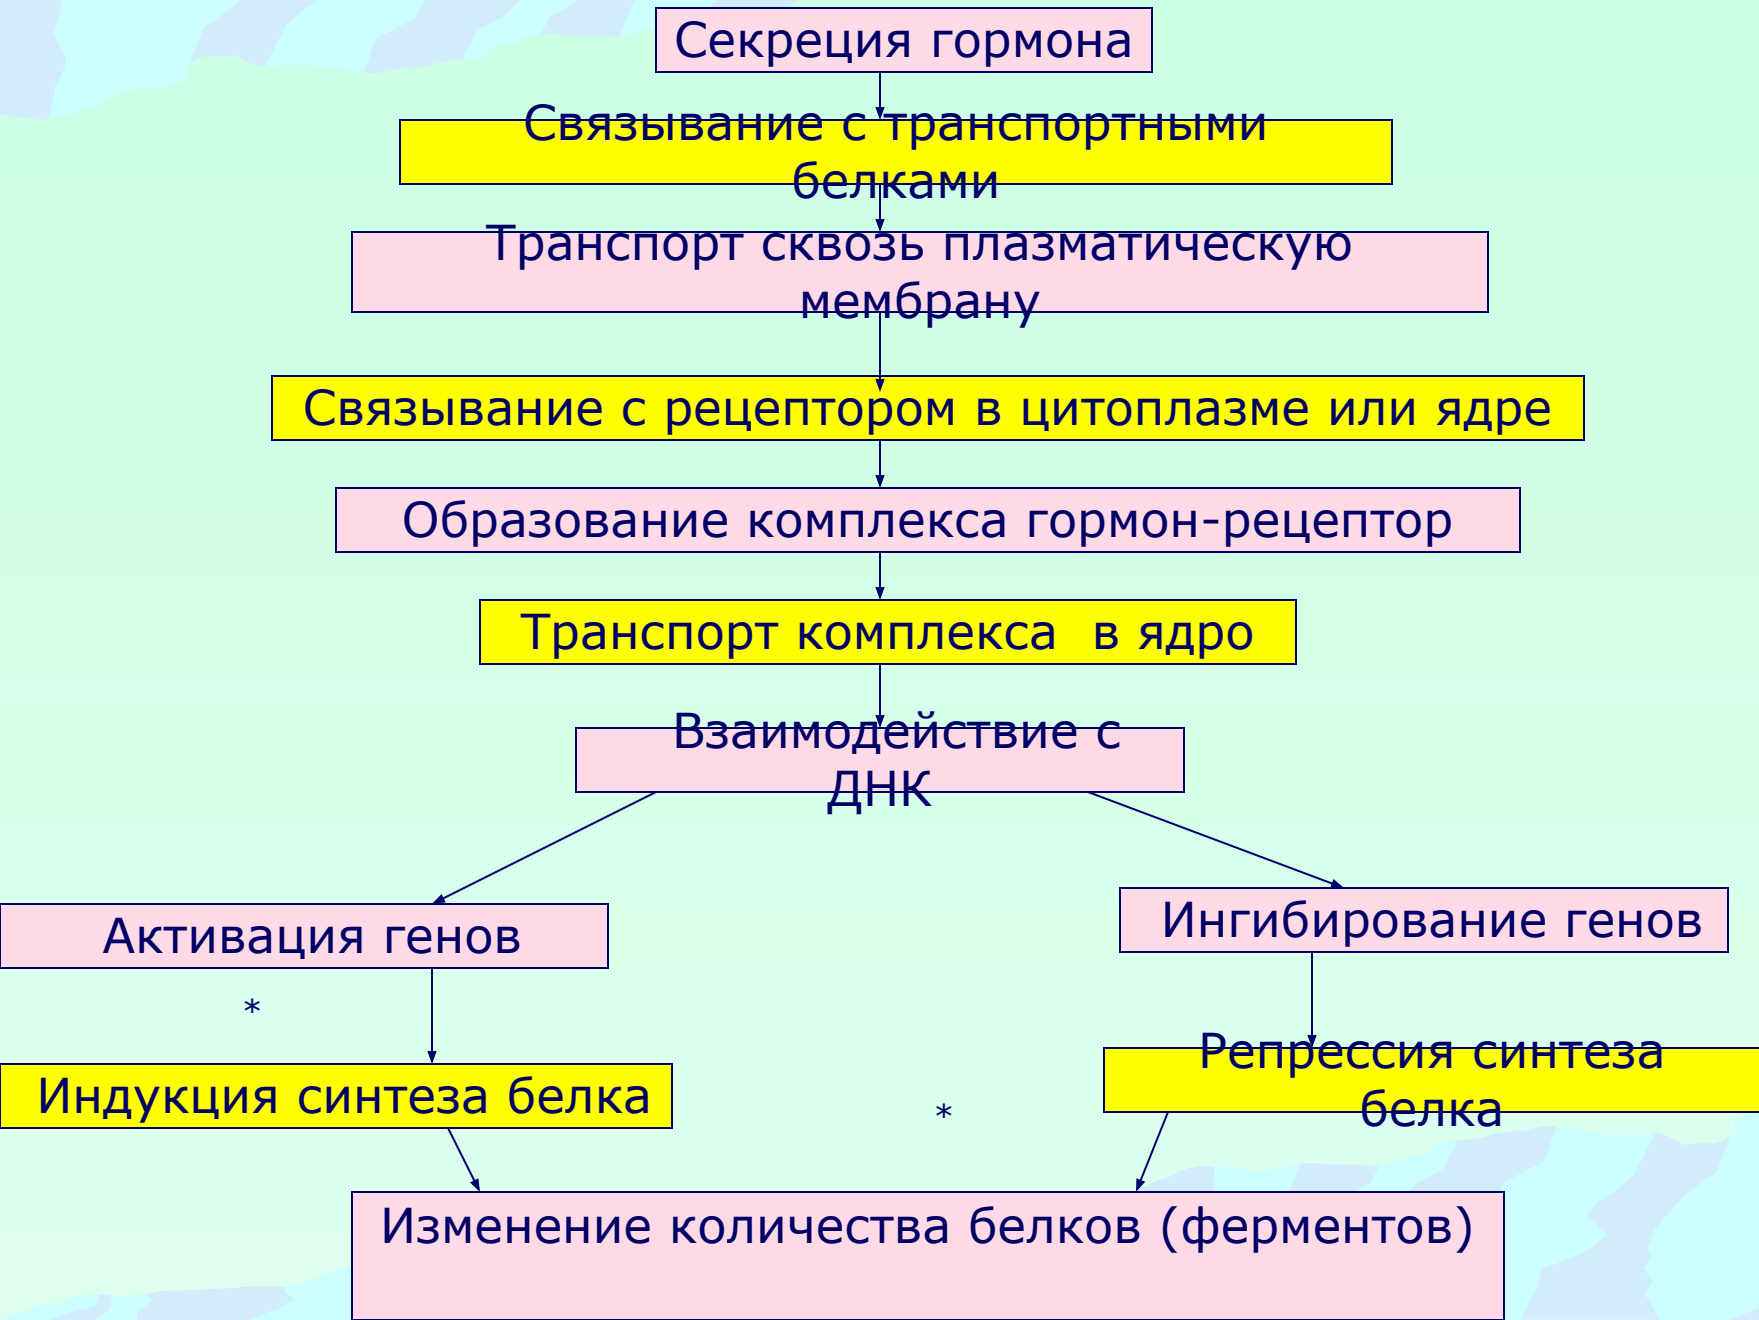 Секреция гормона
Связывание с транспортными
белками
Транспорт сквозь плазматическую
мембрану
Связывание с рецептором в цитоплазме или ядре
Образование комплекса гормон-рецептор
Транспорт комплекса в ядро
Взаимодействие с
ДНК
Активация генов
Ингибирование генов
*
Индукция синтеза белка
Репрессия синтеза
белка
*
Изменение количества белков (ферментов)